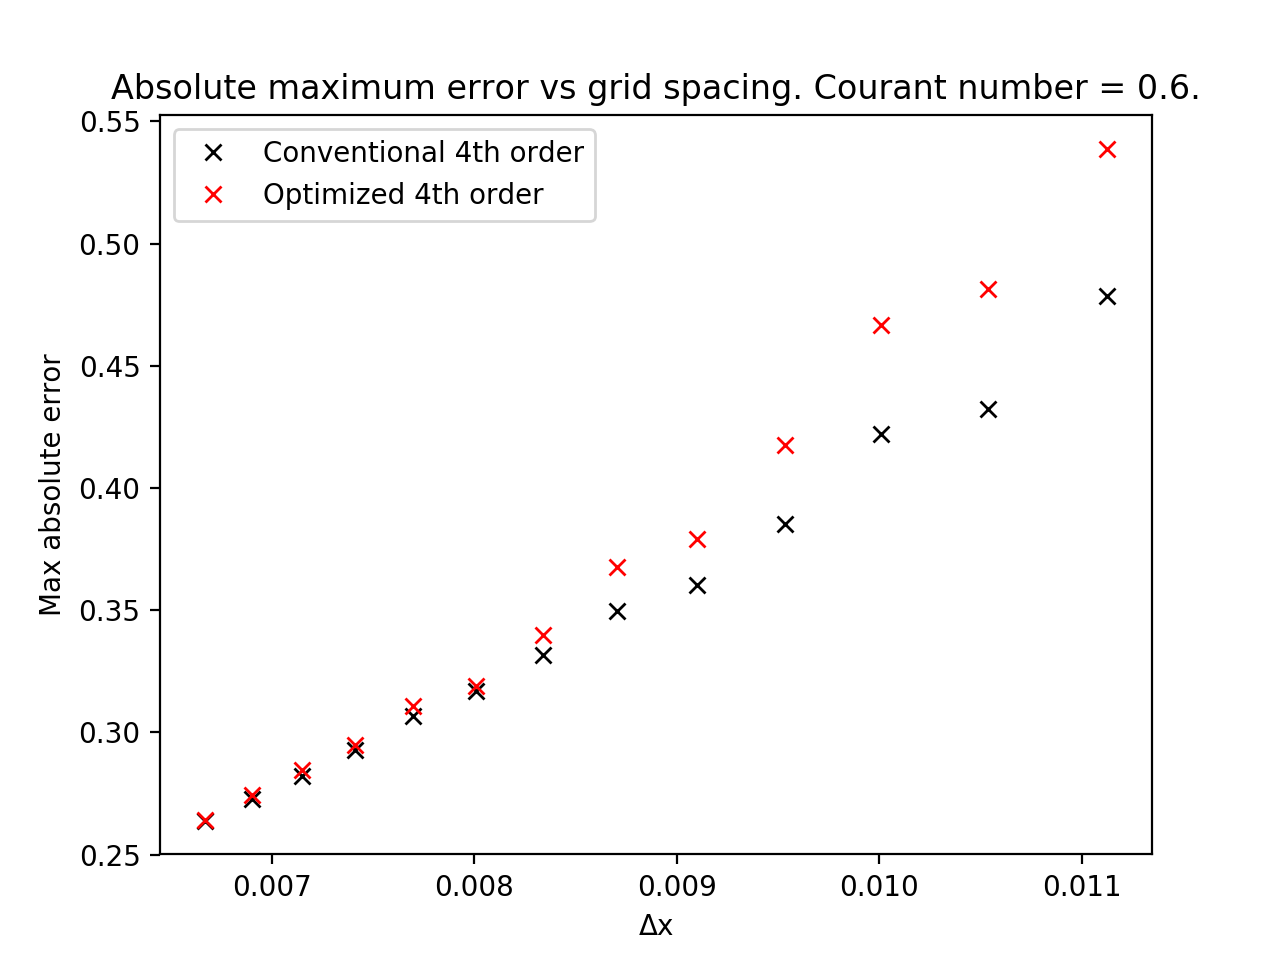 Absolute maximum error vs grid spacing. Courant number = 0.6.
Conventional 4th order
Optimized 4th order
0.55
0.50
0.45
0.40
0.35
0.30
0.25
Max absolute error
0.007 0.008 0.009 0.010 0.011
Δx